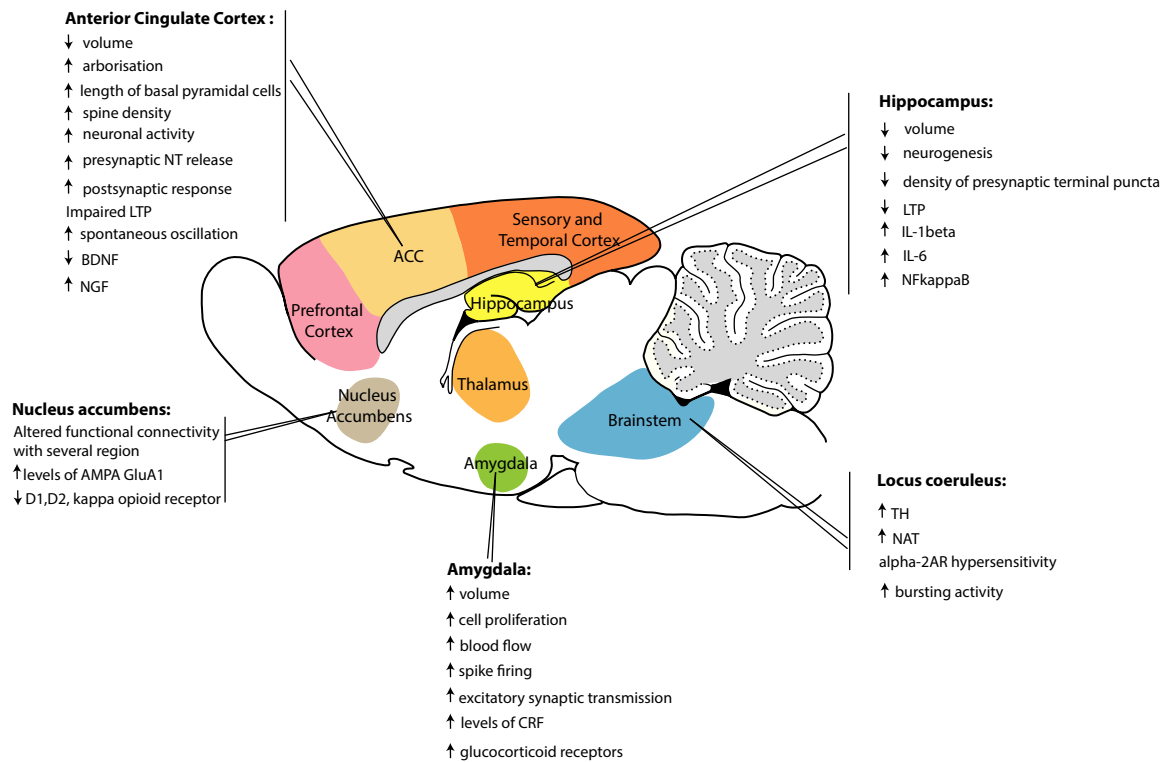 Anterior Cingulate Cortex :
↓ volume
↑ arborisation
↑ length of basal pyramidal cells
↑ spine density
↑ neuronal activity
↑ presynaptic NT release
↑ postsynaptic response
Impaired LTP
↑ spontaneous oscillation
↓ BDNF
↑ NGF
Hippocampus:
↓ volume
↓ neurogenesis
↓ density of presynaptic terminal puncta
↓ LTP
↑ IL-1beta
↑ IL-6
↑ NFkappaB
Sensory and
Temporal Cortex
ACC
Hippocampus
Prefrontal
Cortex
Thalamus
Nucleus
Accumbens
Brainstem
Amygdala
Nucleus accumbens:
Altered functional connectivity
with several region
↑ levels of AMPA GluA1
↓ D1,D2, kappa opioid receptor
Locus coeruleus:
↑ TH
↑ NAT
alpha-2AR hypersensitivity
↑ bursting activity
Amygdala:
↑ volume
↑ cell proliferation
↑ blood flow
↑ spike firing
↑ excitatory synaptic transmission
↑ levels of CRF
↑ glucocorticoid receptors